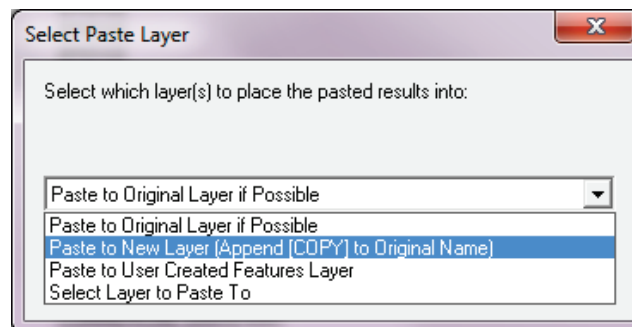 Select Paste Layer
Select which layer(s) to place the pasted results into:
Paste to Original Layer if Possible
Paste to Original Layer if Possible
Paste to New Layer (Append [COPY] to Original Name)
Paste to User Created Features Layer
Select Layer to Paste To